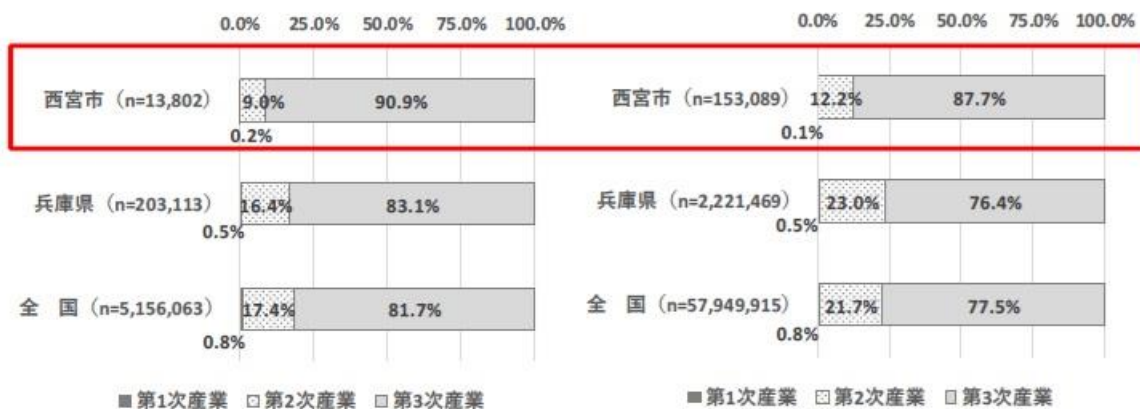 0.0% 25.0% 50.0% 75.0% 100.0%
西宮市（n=13,802） 9.0% 90.9%
0.2%
兵庫県（n=203,113） 16.4% 83.1%
0.5%
全　国（n=5,156,063） 17.4% 81.7%
0.8%
■第1次産業 第2次産業 第3次産業
0.0% 25.0% 50.0% 75.0% 100.0%
西宮市（n=153,089） 12.2% 87.7%
0.1%
兵庫県（n=2,221,469） 23.0% 76.4%
0.5%
全　国（n=57,949,915） 21.7% 77.5%
0.8%
■第1次産業 第2次産業 第3次産業